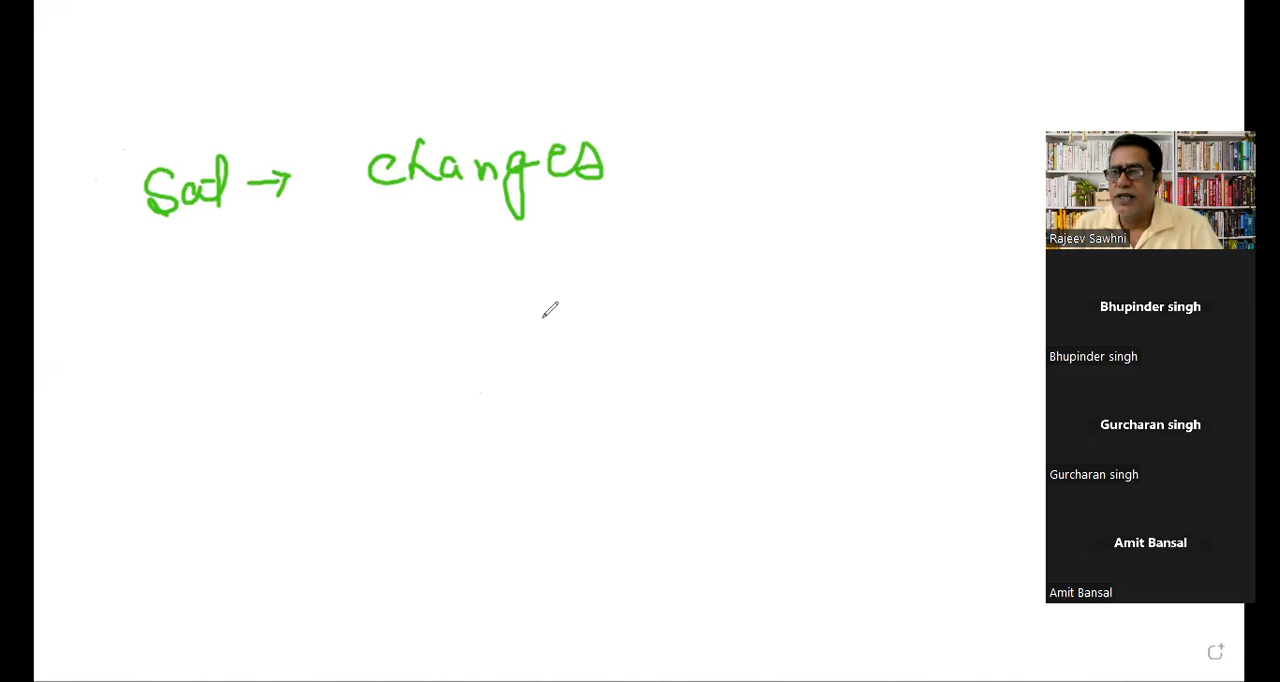 Sat → changes
Rajeev Sawhni
Bhupinder singh
Bhupinder singh
Gurcharan singh
Gurcharan singh
Amit Bansal
Amit Bansal